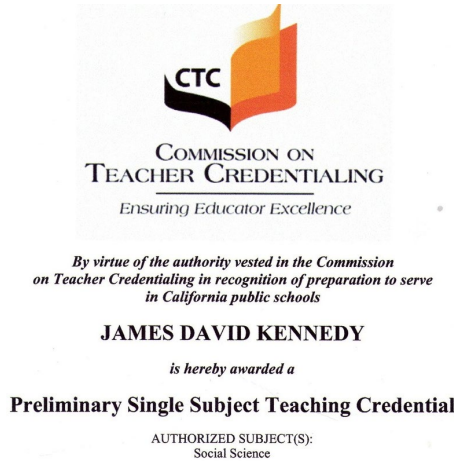 CTC
COMMISSION ON
TEACHER CREDENTIALING
Ensuring Educator Excellence
By virtue of the authority vested in the Commission
on Teacher Credentialing in recognition of preparation to serve
in California public schools
JAMES DAVID KENNEDY
is hereby awarded a
Preliminary Single Subject Teaching Credential
AUTHORIZED SUBJECT(S):
Social Science